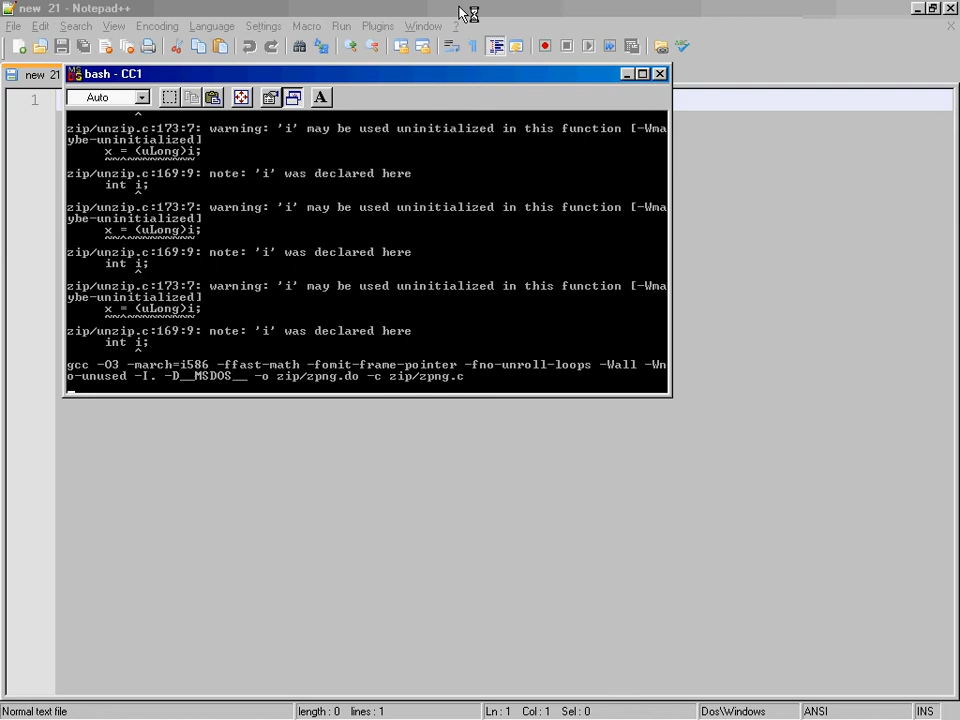 new 21 - Notepad++
File Edit Search View Encoding Language Settings Macro Run Plugins Window ?
new 21
1
bash - CC1
Auto
A
^
zip/unzip.c:173:7: warning: 'i' may be used uninitialized in this function [-Wma
ybe-uninitialized]
x = (uLong)i;
~~^~~~~~~~~~
zip/unzip.c:169:9: note: 'i' was declared here
int i;
^
zip/unzip.c:173:7: warning: 'i' may be used uninitialized in this function [-Wma
ybe-uninitialized]
x = (uLong)i;
~~^~~~~~~~~~
zip/unzip.c:169:9: note: 'i' was declared here
int i;
^
zip/unzip.c:173:7: warning: 'i' may be used uninitialized in this function [-Wma
ybe-uninitialized]
x = (uLong)i;
~~^~~~~~~~~~
zip/unzip.c:169:9: note: 'i' was declared here
int i;
^
gcc -O3 -march=i586 -ffast-math -fomit-frame-pointer -fno-unroll-loops -Wall -Wn
o-unused -I. -D__MSDOS__ -o zip/zpng.do -c zip/zpng.c
Normal text file length : 0 lines : 1 Ln : 1 Col : 1 Sel : 0 Dos\Windows ANSI INS